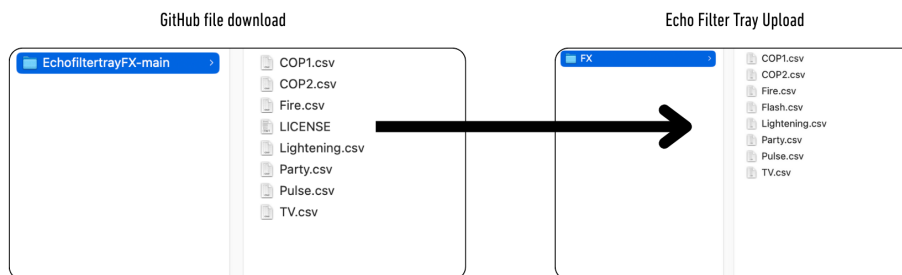 GitHub file download
Echo Filter Tray Upload
EchofiltertrayFX-main
COP1.csv
COP2.csv
Fire.csv
LICENSE
Lightening.csv
Party.csv
Pulse.csv
TV.csv
FX
COP1.csv
COP2.csv
Fire.csv
Flash.csv
Lightening.csv
Party.csv
Pulse.csv
TV.csv